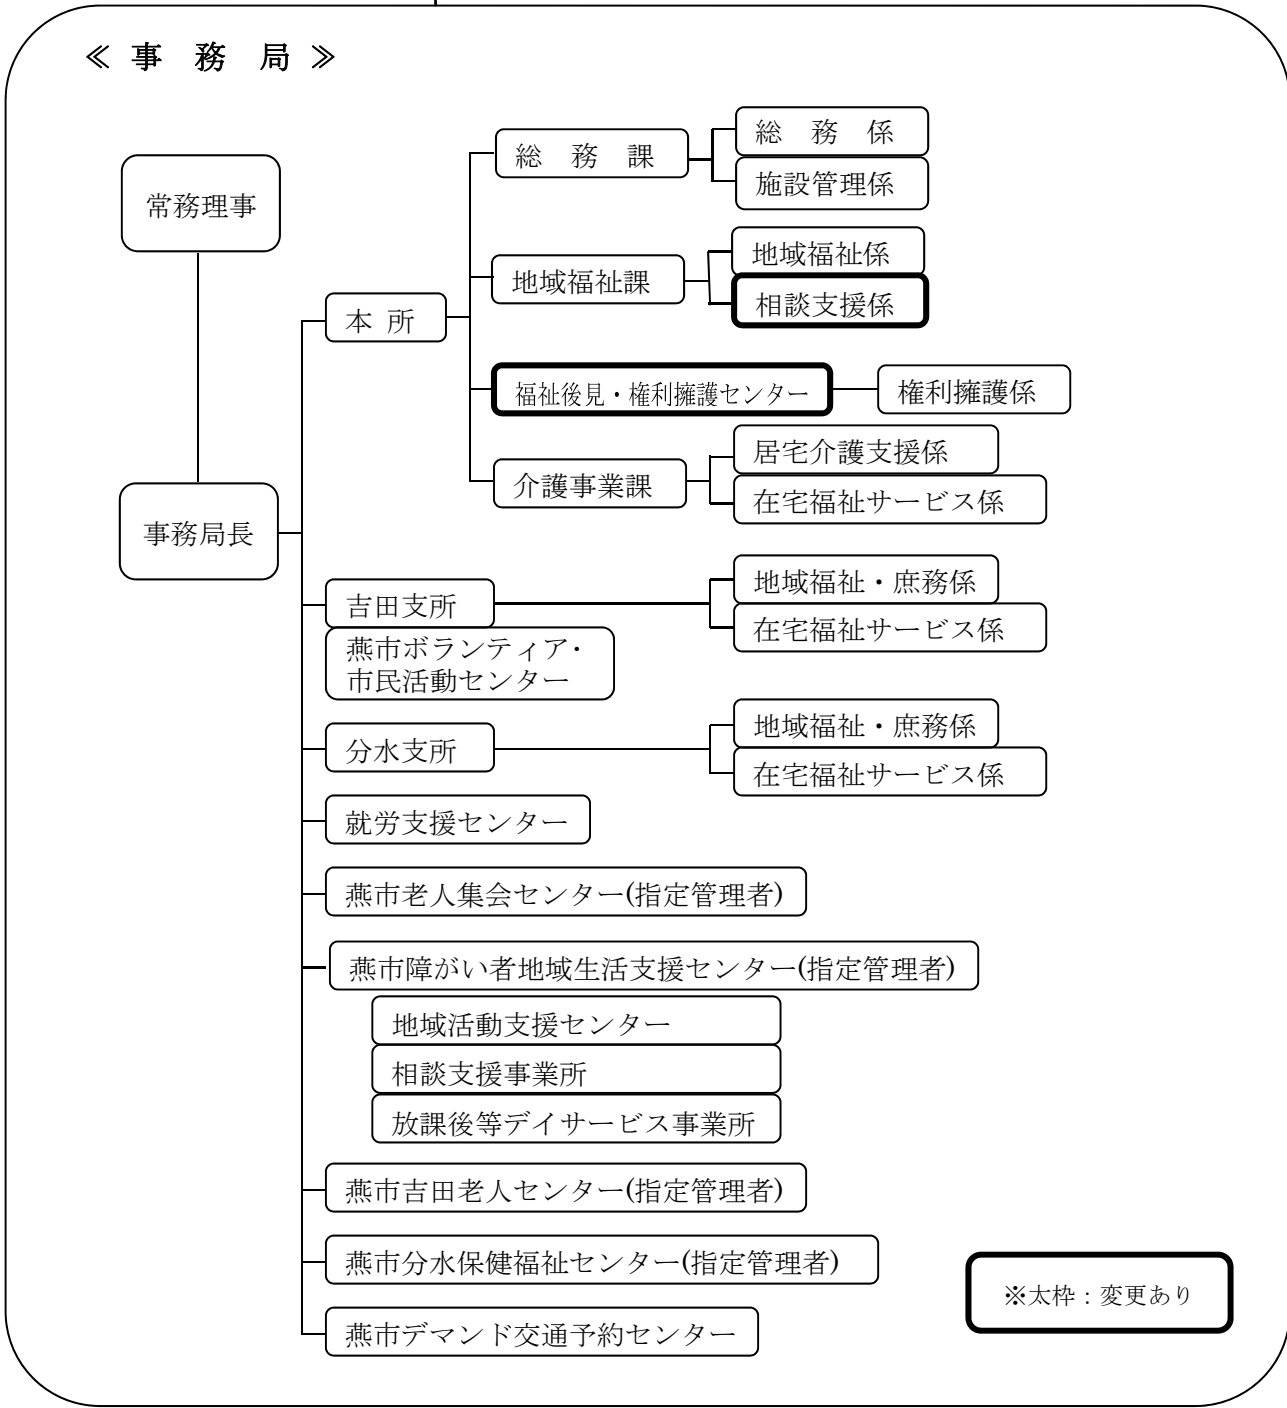 ≪ 事 務 局 ≫
常務理事
事務局長
本 所
総 務 課
総 務 係
施設管理係
地域福祉課
地域福祉係
相談支援係
福祉後見・権利擁護センター
権利擁護係
介護事業課
居宅介護支援係
在宅福祉サービス係
吉田支所
地域福祉・庶務係
在宅福祉サービス係
燕市ボランティア・
市民活動センター
分水支所
地域福祉・庶務係
在宅福祉サービス係
就労支援センター
燕市老人集会センター(指定管理者)
燕市障がい者地域生活支援センター(指定管理者)
地域活動支援センター
相談支援事業所
放課後等デイサービス事業所
燕市吉田老人センター(指定管理者)
燕市分水保健福祉センター(指定管理者)
燕市デマンド交通予約センター
※太枠：変更あり